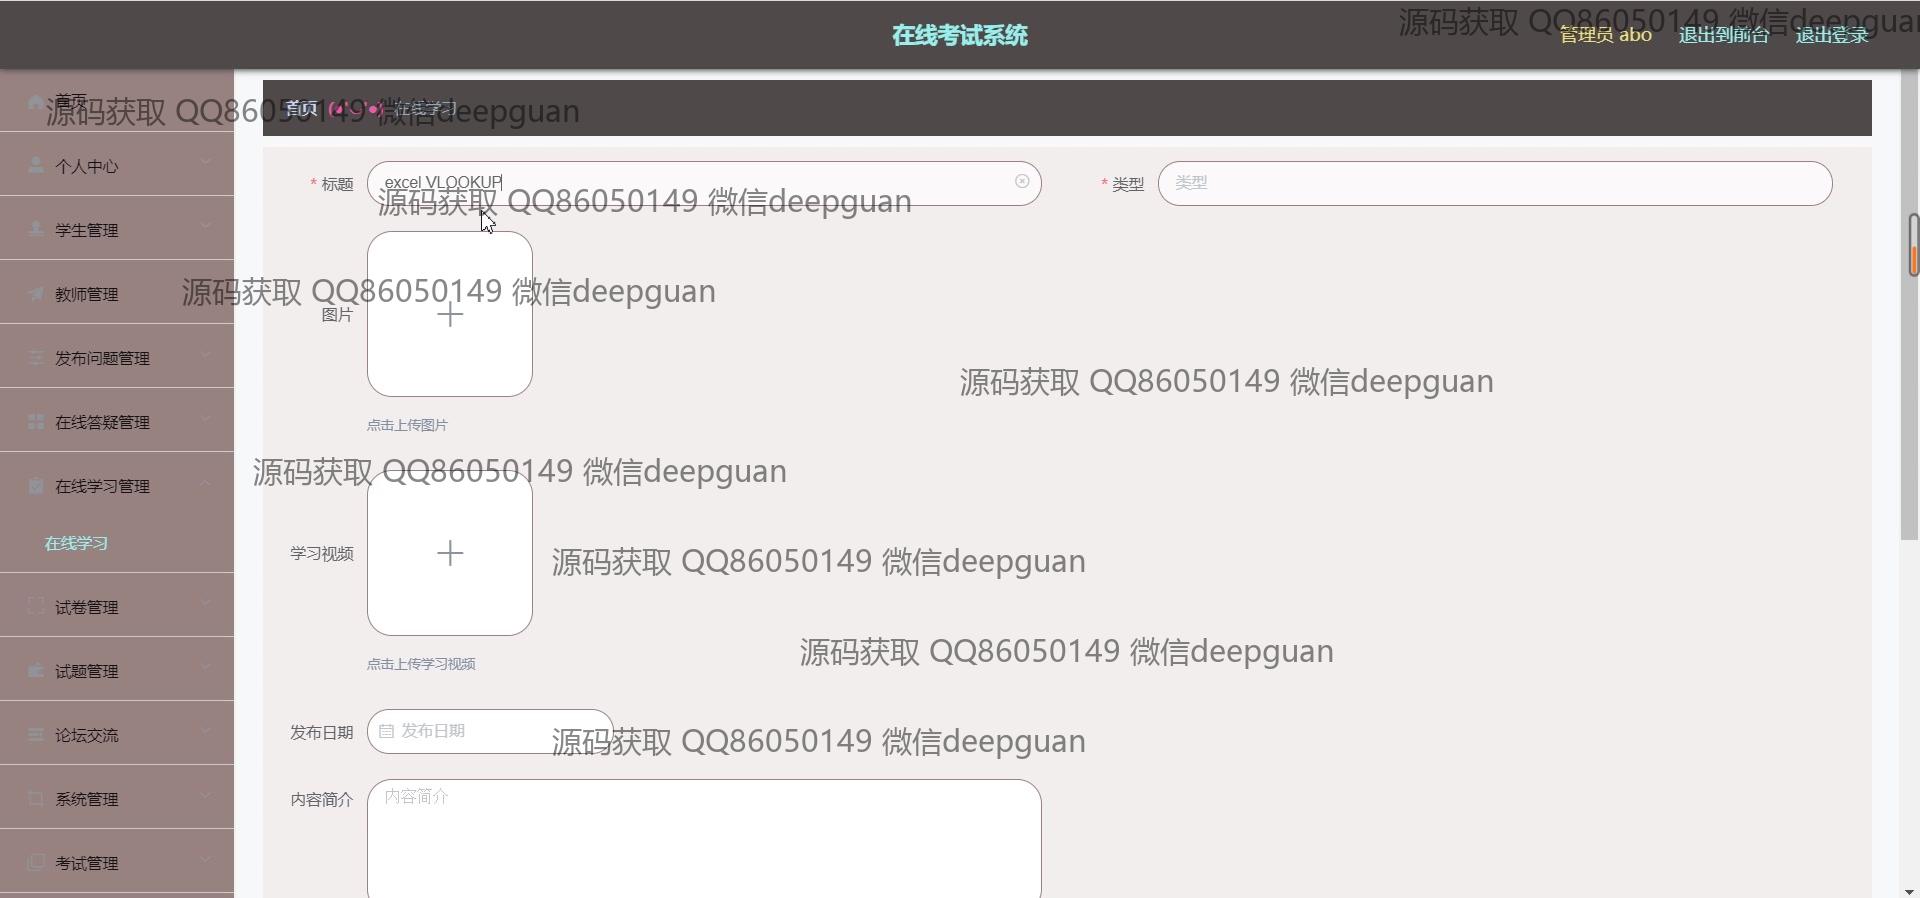 在线考试系统
源码获取 QQ86050149 微信deepguan
管理员 abo
退出到前台
退出登录
首页
源码获取 QQ86050149 微信deepguan
首页
在线学习
个人中心
* 标题
excel VLOOKUP
* 类型
类型
源码获取 QQ86050149 微信deepguan
学生管理
教师管理
源码获取 QQ86050149 微信deepguan
图片
发布问题管理
源码获取 QQ86050149 微信deepguan
在线答疑管理
点击上传图片
源码获取 QQ86050149 微信deepguan
在线学习管理
在线学习
学习视频
源码获取 QQ86050149 微信deepguan
试卷管理
源码获取 QQ86050149 微信deepguan
试题管理
点击上传学习视频
论坛交流
发布日期
发布日期
源码获取 QQ86050149 微信deepguan
系统管理
内容简介
内容简介
考试管理